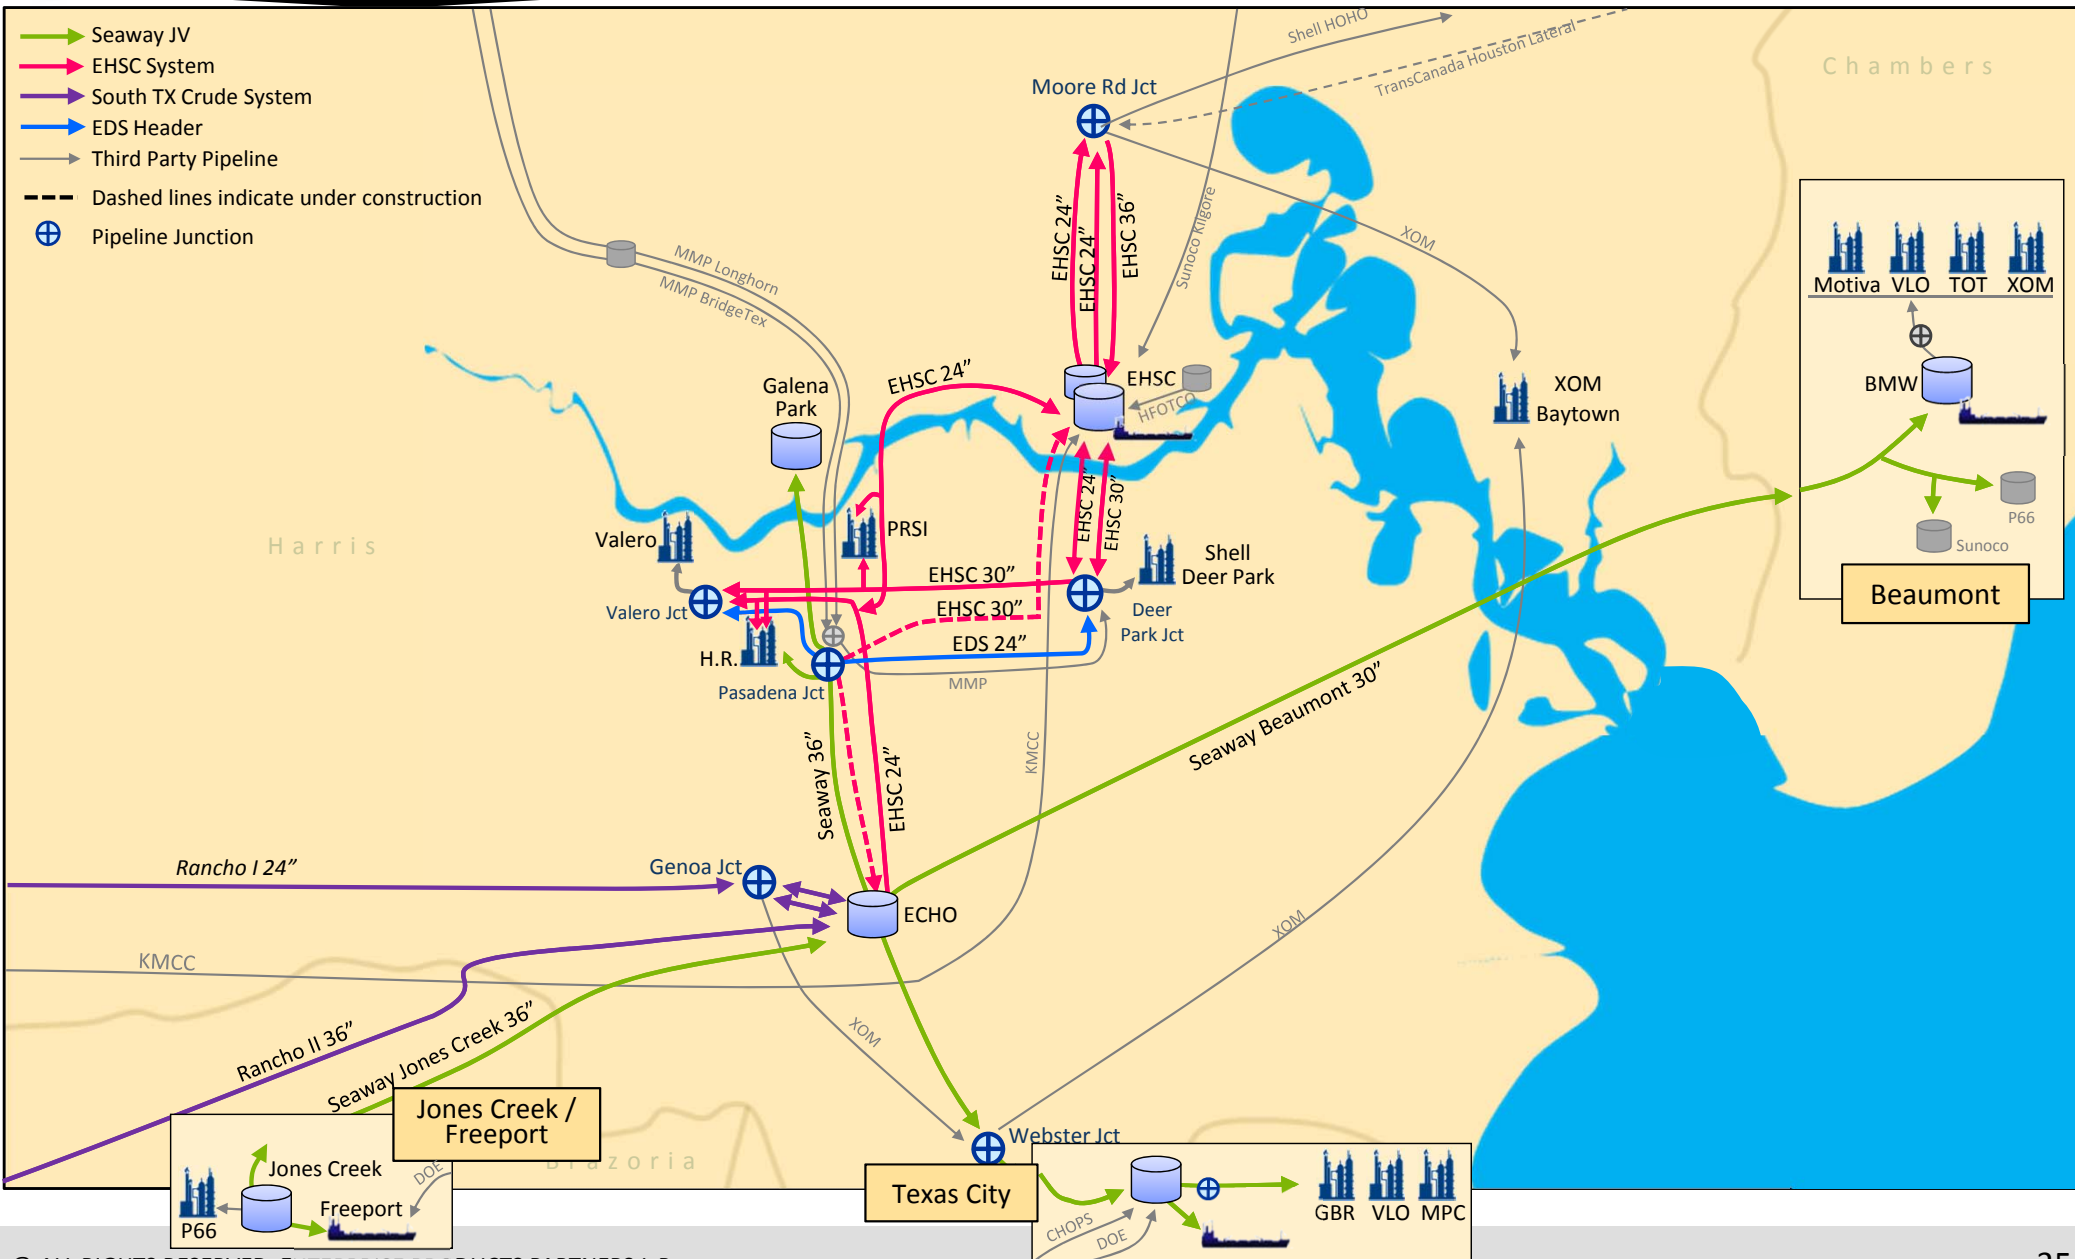 Seaway JV
EHSC System
South TX Crude System
EDS Header
Third Party Pipeline
Dashed lines indicate under construction
Pipeline Junction
Shell HOHO
TransCanada Houston Lateral
Chambers
Moore Rd Jct
EHSC 24”
EHSC 24”
EHSC 36”
Sunoco Kilgore
XOM
MMP Longhorn
MMP BridgeTex
Motiva VLO TOT XOM
BMW
P66
Sunoco
Beaumont
Galena
Park
EHSC 24”
EHSC
HFOTCO
XOM
Baytown
Harris
Valero
PRSI
EHSC 24”
EHSC 30”
Shell
Deer Park
EHSC 30”
EHSC 30”
Valero Jct
Deer
Park Jct
H.R.
EDS 24”
Pasadena Jct
MMP
KMCC
Seaway 36”
EHSC 24”
Seaway Beaumont 30”
Rancho I 24”
Genoa Jct
ECHO
XOM
KMCC
XOM
Rancho II 36”
Seaway Jones Creek 36”
Jones Creek /
Freeport
Brazoria
Jones Creek
DOE
Freeport
P66
Webster Jct
Texas City
CHOPS
DOE
GBR VLO MPC